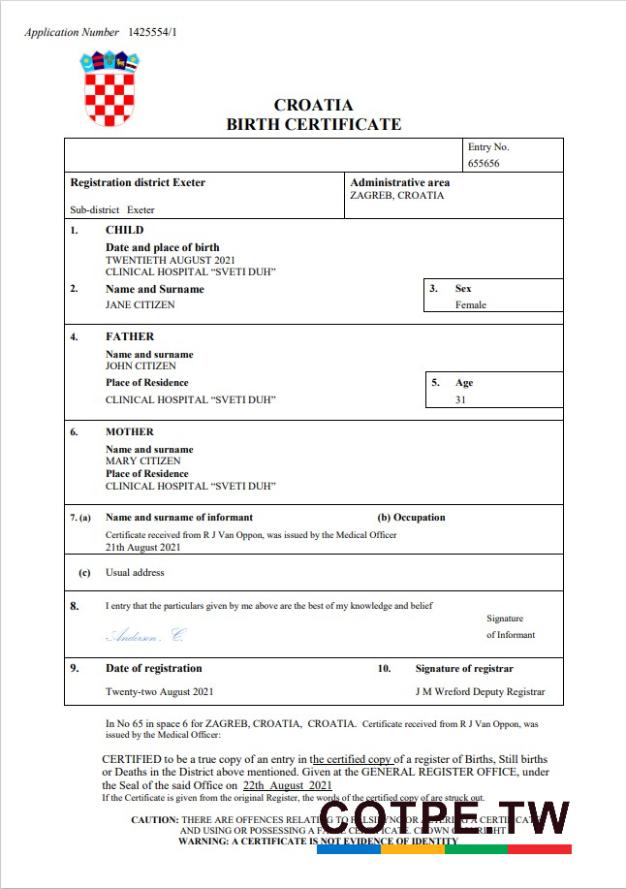 Application Number 1425554/1
CROATIA
BIRTH CERTIFICATE
Entry No.
655656
Registration district Exeter
Administrative area
ZAGREB, CROATIA
Sub-district Exeter
1. CHILD
Date and place of birth
TWENTIETH AUGUST 2021
CLINICAL HOSPITAL “SVETI DUH”
2. Name and Surname
3. Sex
JANE CITIZEN
Female
4. FATHER
Name and surname
JOHN CITIZEN
Place of Residence
5. Age
CLINICAL HOSPITAL “SVETI DUH”
31
6. MOTHER
Name and surname
MARY CITIZEN
Place of Residence
CLINICAL HOSPITAL “SVETI DUH”
7. (a) Name and surname of informant (b) Occupation
Certificate received from R J Van Oppon, was issued by the Medical Officer
21th August 2021
(c) Usual address
8. I entry that the particulars given by me above are the best of my knowledge and belief
Signature
of Informant
Anderson. C.
9. Date of registration 10. Signature of registrar
Twenty-two August 2021 J M Wreford Deputy Registrar
In No 65 in space 6 for ZAGREB, CROATIA, CROATIA. Certificate received from R J Van Oppon, was
issued by the Medical Officer:
CERTIFIED to be a true copy of an entry in the certified copy of a register of Births, Still births
or Deaths in the District above mentioned. Given at the GENERAL REGISTER OFFICE, under
the Seal of the said Office on 22th August 2021
If the Certificate is given from the original Register, the words of the certified copy of are struck out.
CAUTION: THERE ARE OFFENCES RELATING TO FALSIFYING OR ALTERING A CERTIFICATE
AND USING OR POSSESSING A FALSE CERTIFICATE. CROWN COPYRIGHT
WARNING: A CERTIFICATE IS NOT EVIDENCE OF IDENTITY
COTPE.TW